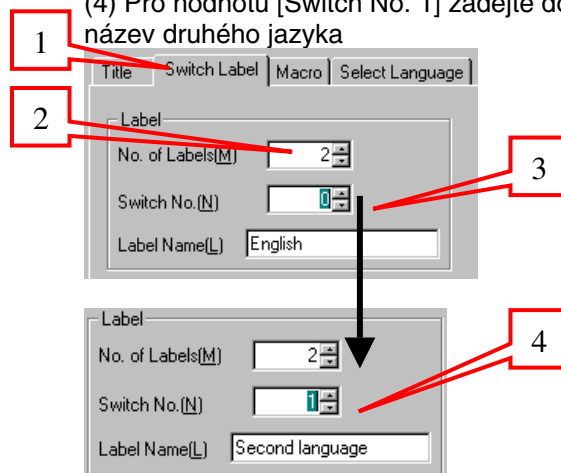 (4) Pro hodnotu [Switch No. 1] zadejte do
název druhého jazyka
1
Title Switch Label Macro Select Language
Label
2
No. of Labels(M) 2
3
Switch No.(N) 0
Label Name(L) English
Label
No. of Labels(M) 2
4
Switch No.(N) 1
Label Name(L) Second language